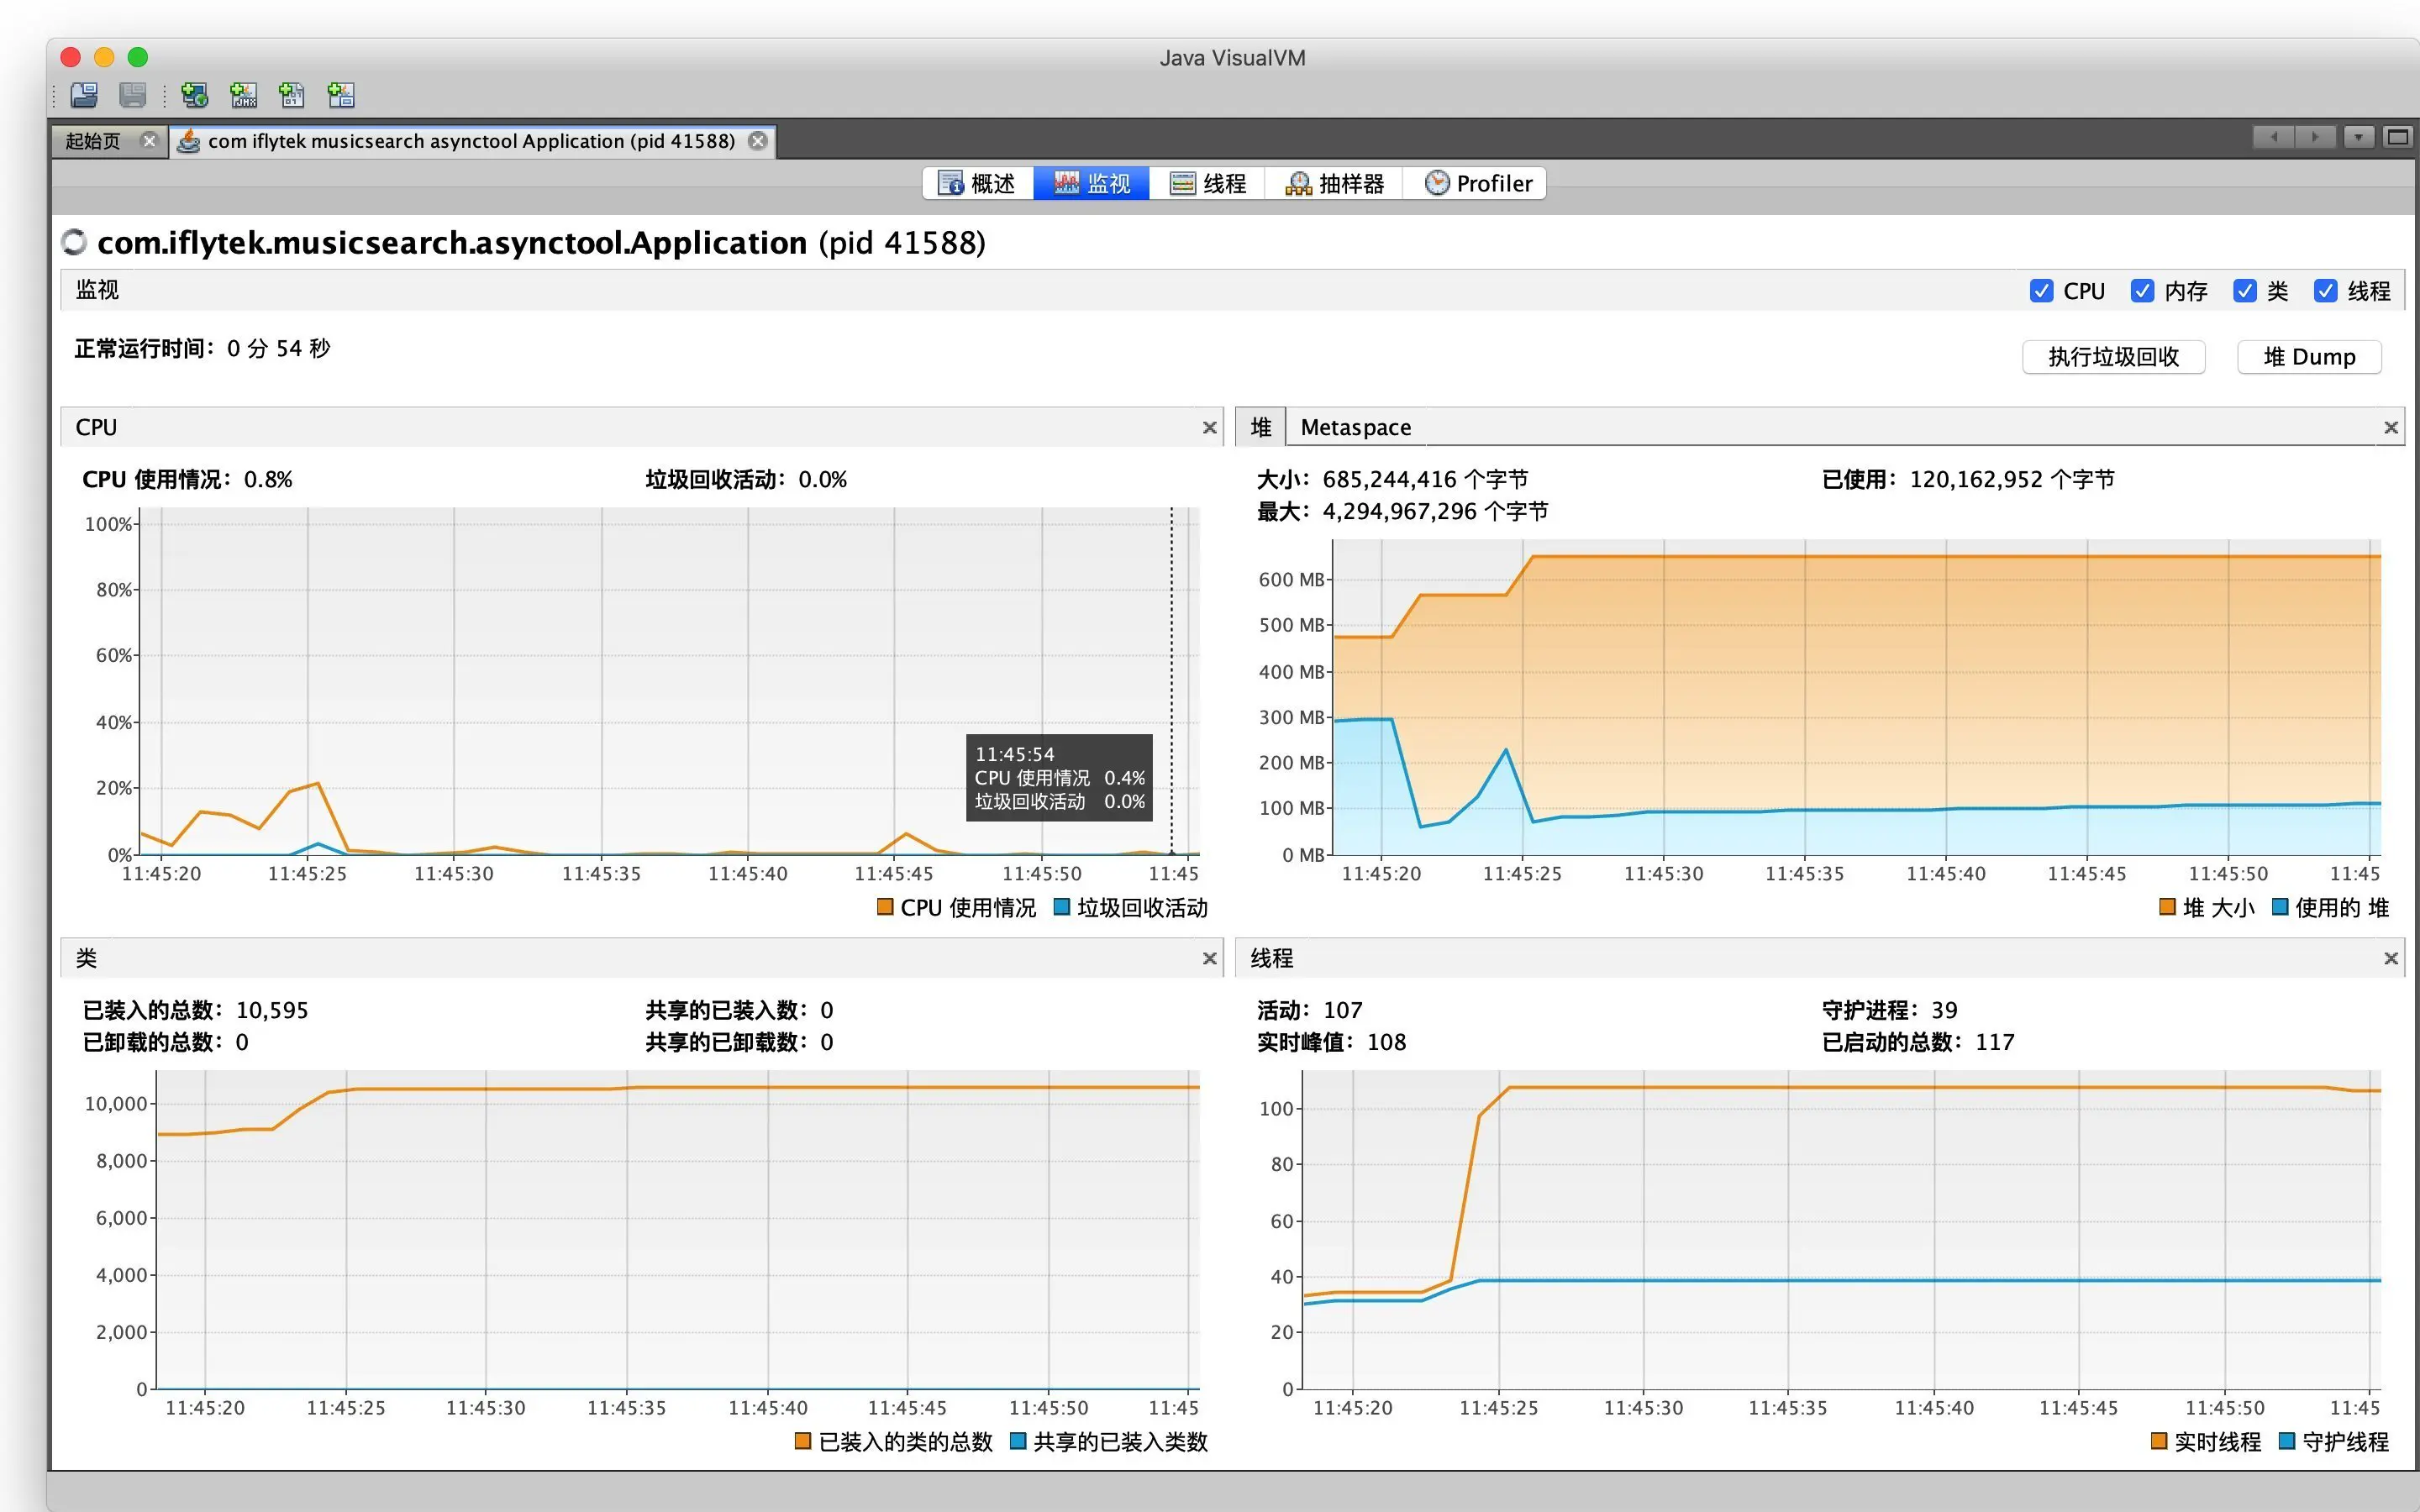 Java VisualVM
起始页
com iflytek musicsearch asynctool Application (pid 41588)
概述 监视 线程 抽样器 Profiler
com.iflytek.musicsearch.asynctool.Application (pid 41588)
监视
CPU 内存 类 线程
正常运行时间：0 分 54 秒
执行垃圾回收 堆 Dump
CPU
CPU 使用情况：0.8% 垃圾回收活动：0.0%
100%
80%
60%
40%
20%
0%
11:45:54
CPU 使用情况 0.4%
垃圾回收活动 0.0%
11:45:20 11:45:25 11:45:30 11:45:35 11:45:40 11:45:45 11:45:50 11:45
CPU 使用情况 垃圾回收活动
堆 Metaspace
大小：685,244,416 个字节 已使用：120,162,952 个字节
最大：4,294,967,296 个字节
600 MB
500 MB
400 MB
300 MB
200 MB
100 MB
0 MB
11:45:20 11:45:25 11:45:30 11:45:35 11:45:40 11:45:45 11:45:50 11:45
堆 大小 使用的 堆
类
已装入的总数：10,595 共享的已装入数：0
已卸载的总数：0 共享的已卸载数：0
10,000
8,000
6,000
4,000
2,000
0
11:45:20 11:45:25 11:45:30 11:45:35 11:45:40 11:45:45 11:45:50 11:45
已装入的类的总数 共享的已装入类数
线程
活动：107 守护进程：39
实时峰值：108 已启动的总数：117
100
80
60
40
20
0
11:45:20 11:45:25 11:45:30 11:45:35 11:45:40 11:45:45 11:45:50 11:45
实时线程 守护线程